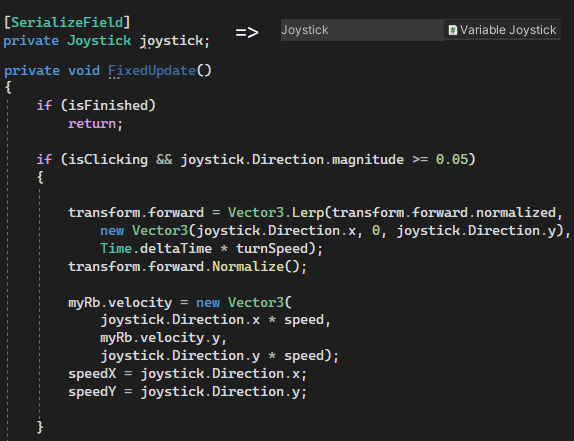 [SerializeField]
private Joystick joystick;
=>
Joystick
Variable Joystick
private void FixedUpdate()
{
if (isFinished)
return;
if (isClicking && joystick.Direction.magnitude >= 0.05)
{
transform.forward = Vector3.Lerp(transform.forward.normalized,
new Vector3(joystick.Direction.x, 0, joystick.Direction.y),
Time.deltaTime * turnSpeed);
transform.forward.Normalize();
myRb.velocity = new Vector3(
joystick.Direction.x * speed,
myRb.velocity.y,
joystick.Direction.y * speed);
speedX = joystick.Direction.x;
speedY = joystick.Direction.y;
}